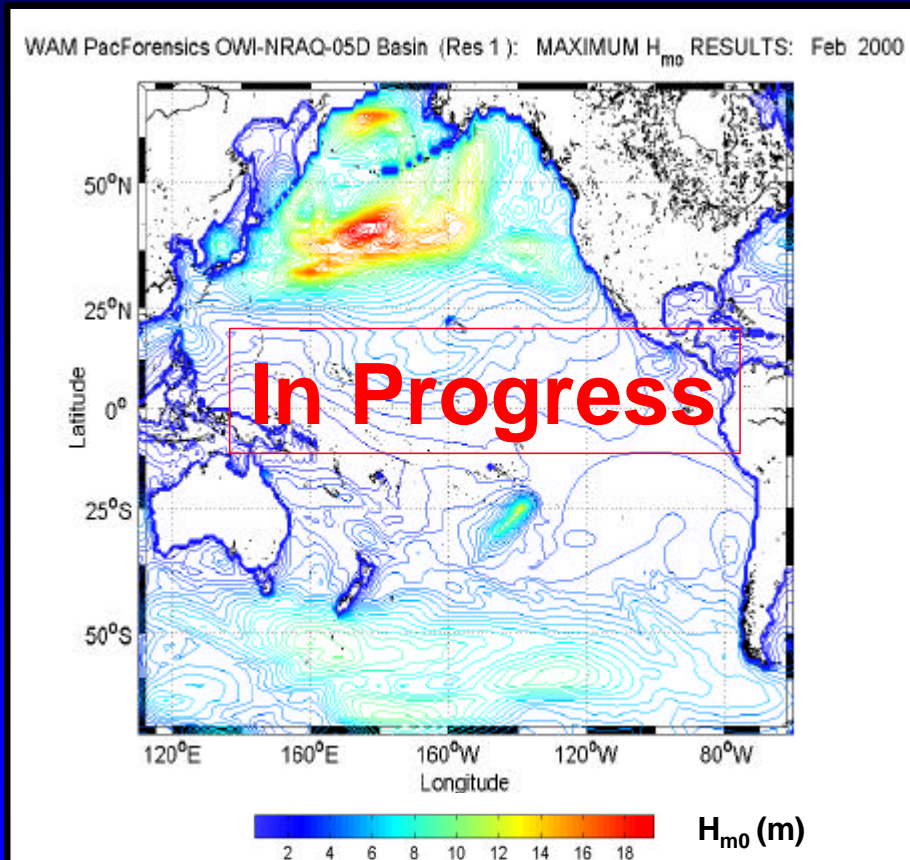 WAM PacForensics OWI-NRAQ-05D Basin (Res 1 ): MAXIMUM Hm0 RESULTS: Feb 2000
50°N
25°N
In Progress
Latitude
0°
25°S
50°S
120°E 160°E 160°W 120°W 80°W
Longitude
Hm0 (m)
2 4 6 8 10 12 14 16 18